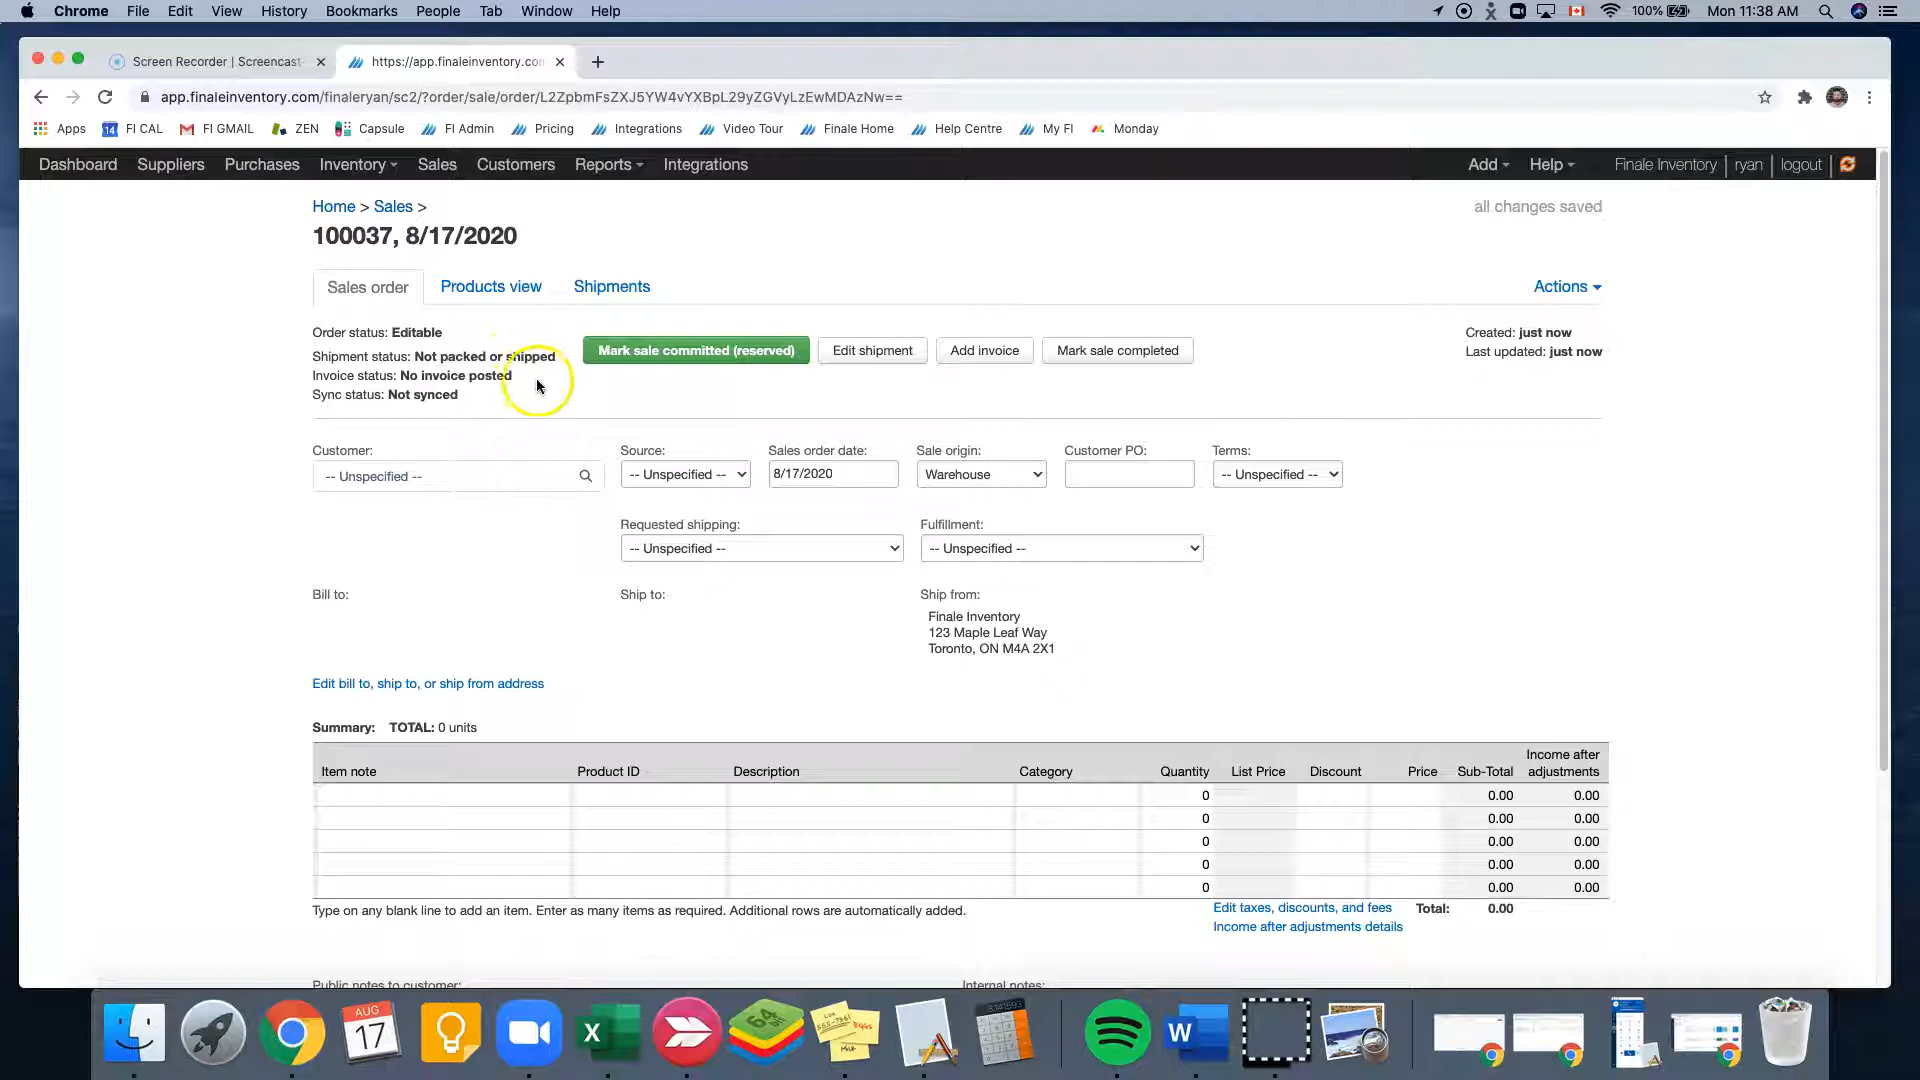 Chrome File Edit View History Bookmarks People Tab Window Help 100% Mon 11:38 AM
Screen Recorder | Screencast- https://app.finaleinventory.con
app.finaleinventory.com/finaleryan/sc2/?order/sale/order/L2ZpbmFsZXJ5YW4vYXBpL29yZGVyLzEwMDAzNw==
Apps FI CAL FI GMAIL ZEN Capsule FI Admin Pricing Integrations Video Tour Finale Home Help Centre My FI Monday
Dashboard Suppliers Purchases Inventory Sales Customers Reports Integrations Add Help Finale Inventory ryan logout
Home > Sales > all changes saved
100037, 8/17/2020
Sales order Products view Shipments Actions
Order status: Editable
Shipment status: Not packed or shipped
Invoice status: No invoice posted
Sync status: Not synced
Mark sale committed (reserved) Edit shipment Add invoice Mark sale completed
Created: just now
Last updated: just now
Customer: Source: Sales order date: Sale origin: Customer PO: Terms:
-- Unspecified -- -- Unspecified -- 8/17/2020 Warehouse -- Unspecified --
Requested shipping: Fulfillment:
-- Unspecified -- -- Unspecified --
Bill to: Ship to: Ship from:
Finale Inventory
123 Maple Leaf Way
Toronto, ON M4A 2X1
Edit bill to, ship to, or ship from address
Summary: TOTAL: 0 units
Item note Product ID Description Category Quantity List Price Discount Price Sub-Total Income after adjustments
0 0.00 0.00
0 0.00 0.00
0 0.00 0.00
0 0.00 0.00
0 0.00 0.00
Type on any blank line to add an item. Enter as many items as required. Additional rows are automatically added.
Edit taxes, discounts, and fees Total: 0.00
Income after adjustments details
Public notes to customer: Internal notes:
AUG
17
X
64
bit
555-7361
EGGS
MILK
3.141593
W